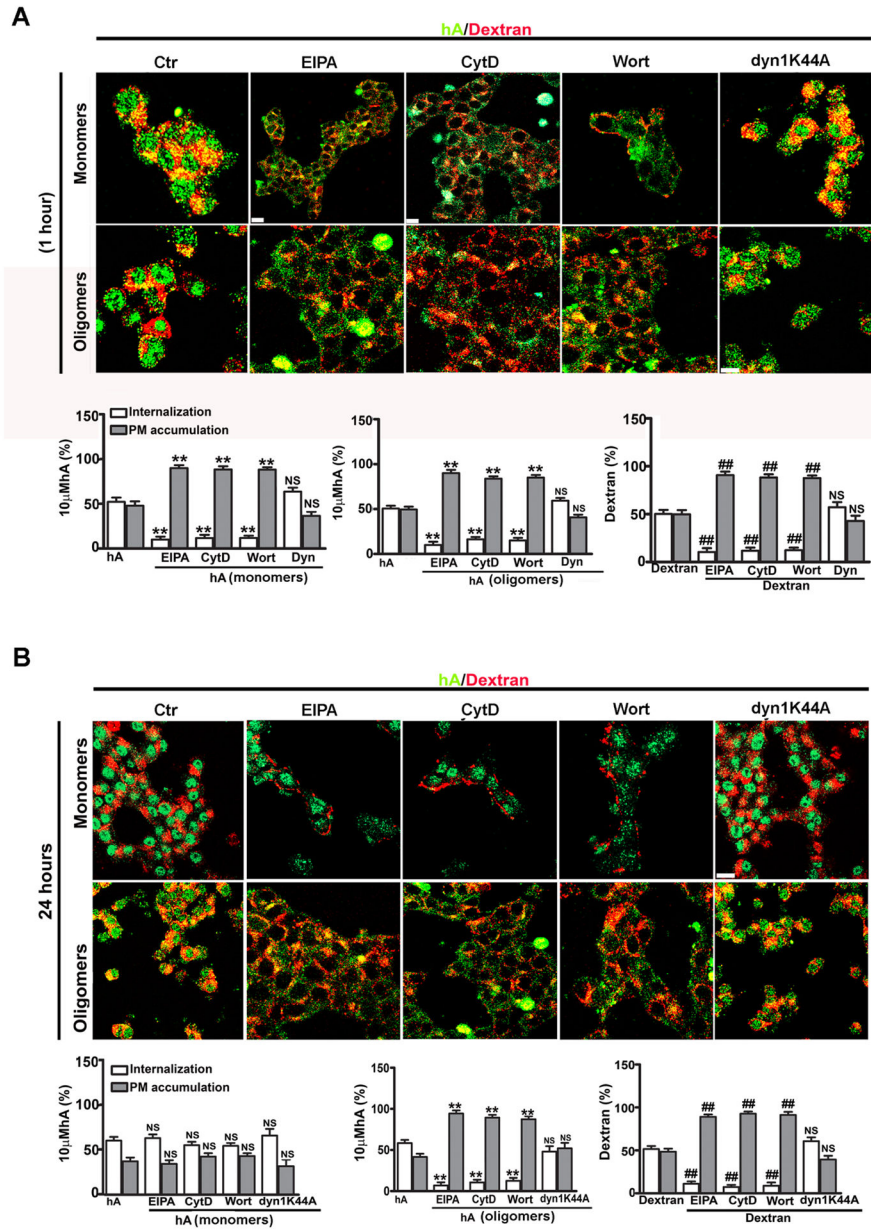 A
hA/Dextran
Ctr EIPA CytD Wort dyn1K44A
(1 hour)
Monomers
Oligomers
10µMhA (%)
150
100
50
0
Internalization
PM accumulation
** ** ** ** ** ** NS NS
hA EIPA CytD Wort Dyn
hA (monomers)
10µMhA (%)
150
100
50
0
** ** ** ** ** ** NS NS
hA EIPA CytD Wort Dyn
hA (oligomers)
Dextran (%)
150
100
50
0
## ## ## ## ## ## NS NS
Dextran EIPA CytD Wort Dyn
Dextran
B
hA/Dextran
Ctr EIPA CytD Wort dyn1K44A
24 hours
Monomers
Oligomers
10µMhA (%)
150
100
50
0
Internalization
PM accumulation
NS NS NS NS NS NS NS NS
hA EIPA CytD Wort dyn1K44A
hA (monomers)
10µMhA (%)
150
100
50
0
** ** ** ** ** ** NS NS
hA EIPA CytD Wort dyn1K44A
hA (oligomers)
Dextran (%)
150
100
50
0
## ## ## ## ## ## NS NS
Dextran EIPA CytD Wort dyn1K44A
Dextran